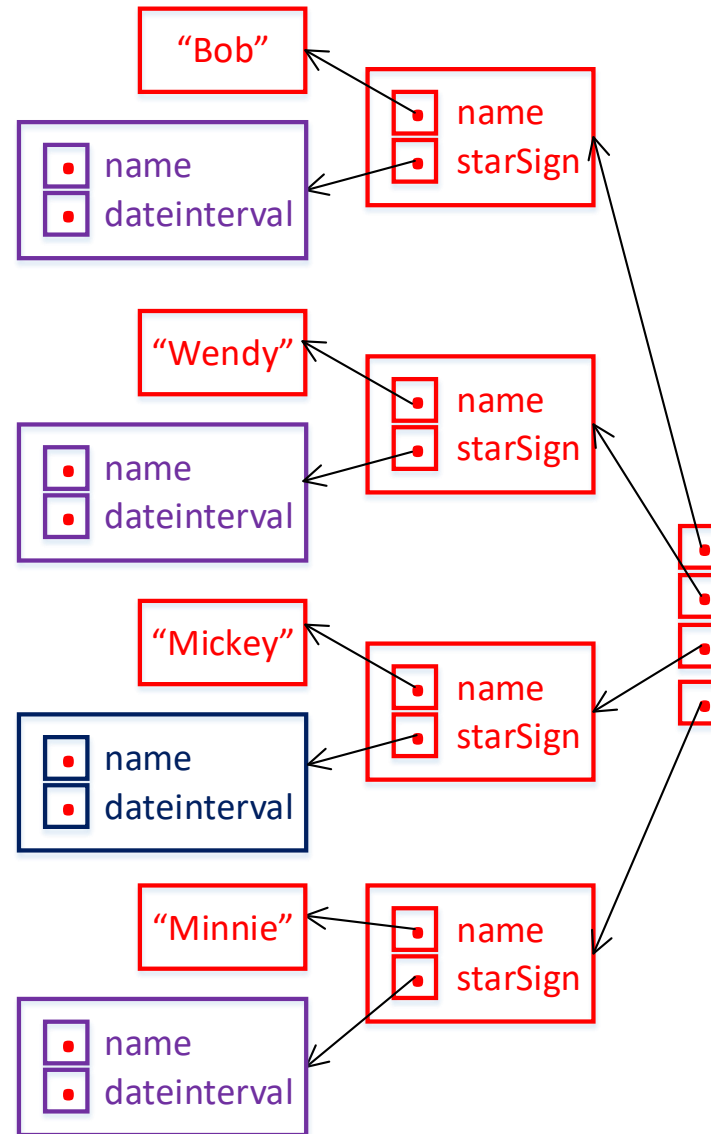 “Bob”
name
starSign
name
dateinterval
“Wendy”
name
starSign
name
dateinterval
“Mickey”
name
starSign
name
dateinterval
“Minnie”
name
starSign
name
dateinterval